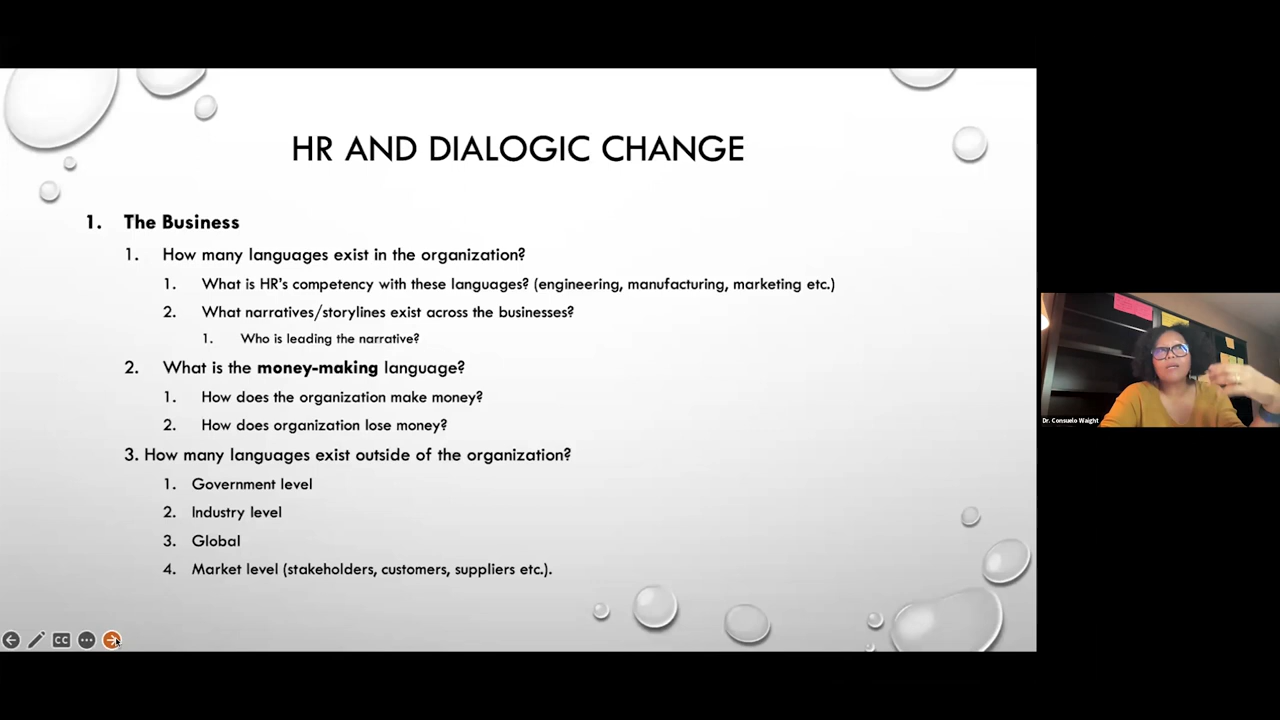 HR AND DIALOGIC CHANGE
1. The Business
1. How many languages exist in the organization?
1. What is HR's competency with these languages? (engineering, manufacturing, marketing etc.)
2. What narratives/storylines exist across the businesses?
1. Who is leading the narrative?
2. What is the money-making language?
1. How does the organization make money?
2. How does organization lose money?
3. How many languages exist outside of the organization?
1. Government level
2. Industry level
3. Global
4. Market level (stakeholders, customers, suppliers etc.).
CC
Dr. Consuelo Waight